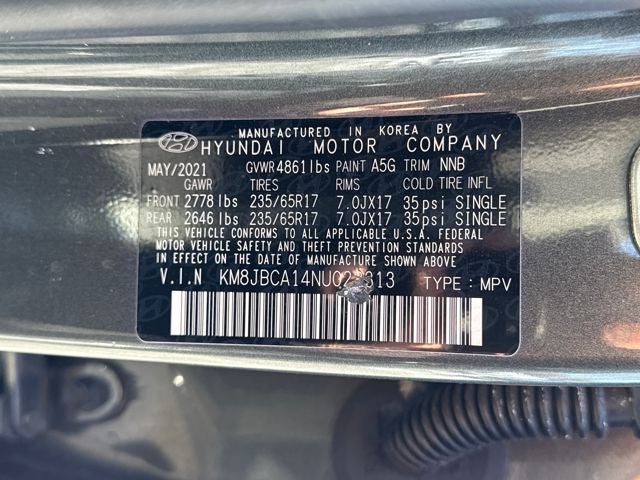 MANUFACTURED IN KOREA BY
HYUNDAI MOTOR COMPANY
MAY/2021 GVWR 4861lbs PAINT A5G TRIM NNB
GAWR TIRES RIMS COLD TIRE INFL
FRONT 2778 lbs 235/65R17 7.0JX17 35psi SINGLE
REAR 2646 lbs 235/65R17 7.0JX17 35psi SINGLE
THIS VEHICLE CONFORMS TO ALL APPLICABLE U.S.A. FEDERAL
MOTOR VEHICLE SAFETY AND THEFT PREVENTION STANDARDS
IN EFFECT ON THE DATE OF MANUFACTURE SHOWN ABOVE
V.I.N TYPE : MPV